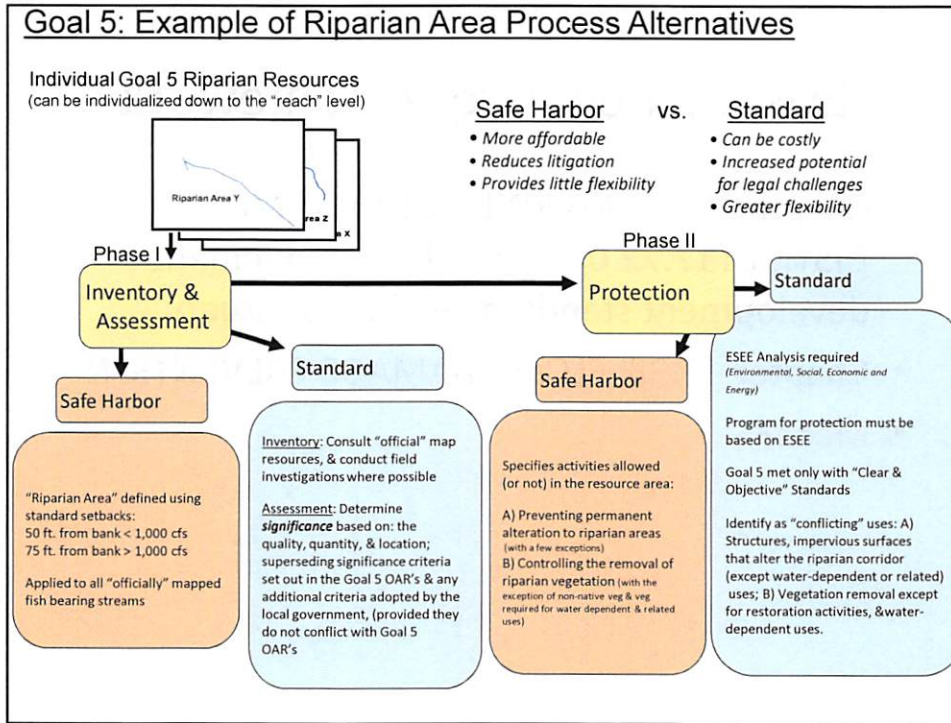 Goal 5: Example of Riparian Area Process Alternatives
Individual Goal 5 Riparian Resources
(can be individualized down to the "reach" level)
Riparian Area Y
rea Z
a X
Safe Harbor vs. Standard
• More affordable
• Reduces litigation
• Provides little flexibility
• Can be costly
• Increased potential
for legal challenges
• Greater flexibility
Phase I
Inventory &
Assessment
Safe Harbor
"Riparian Area" defined using
standard setbacks:
50 ft. from bank < 1,000 cfs
75 ft. from bank > 1,000 cfs
Applied to all "officially" mapped
fish bearing streams
Standard
Inventory: Consult "official" map
resources, & conduct field
investigations where possible
Assessment: Determine
significance based on: the
quality, quantity, & location;
superseding significance criteria
set out in the Goal 5 OAR's & any
additional criteria adopted by the
local government, (provided they
do not conflict with Goal 5
OAR's
Phase II
Protection
Safe Harbor
Specifies activities allowed
(or not) in the resource area:
A) Preventing permanent
alteration to riparian areas
(with a few exceptions)
B) Controlling the removal of
riparian vegetation (with the
exception of non-native veg & veg
required for water dependent & related
uses)
Standard
ESEE Analysis required
(Environmental, Social, Economic and
Energy)
Program for protection must be
based on ESEE
Goal 5 met only with "Clear &
Objective" Standards
Identify as "conflicting" uses: A)
Structures, impervious surfaces
that alter the riparian corridor
(except water-dependent or related)
uses; B) Vegetation removal except
for restoration activities, &water-
dependent uses.